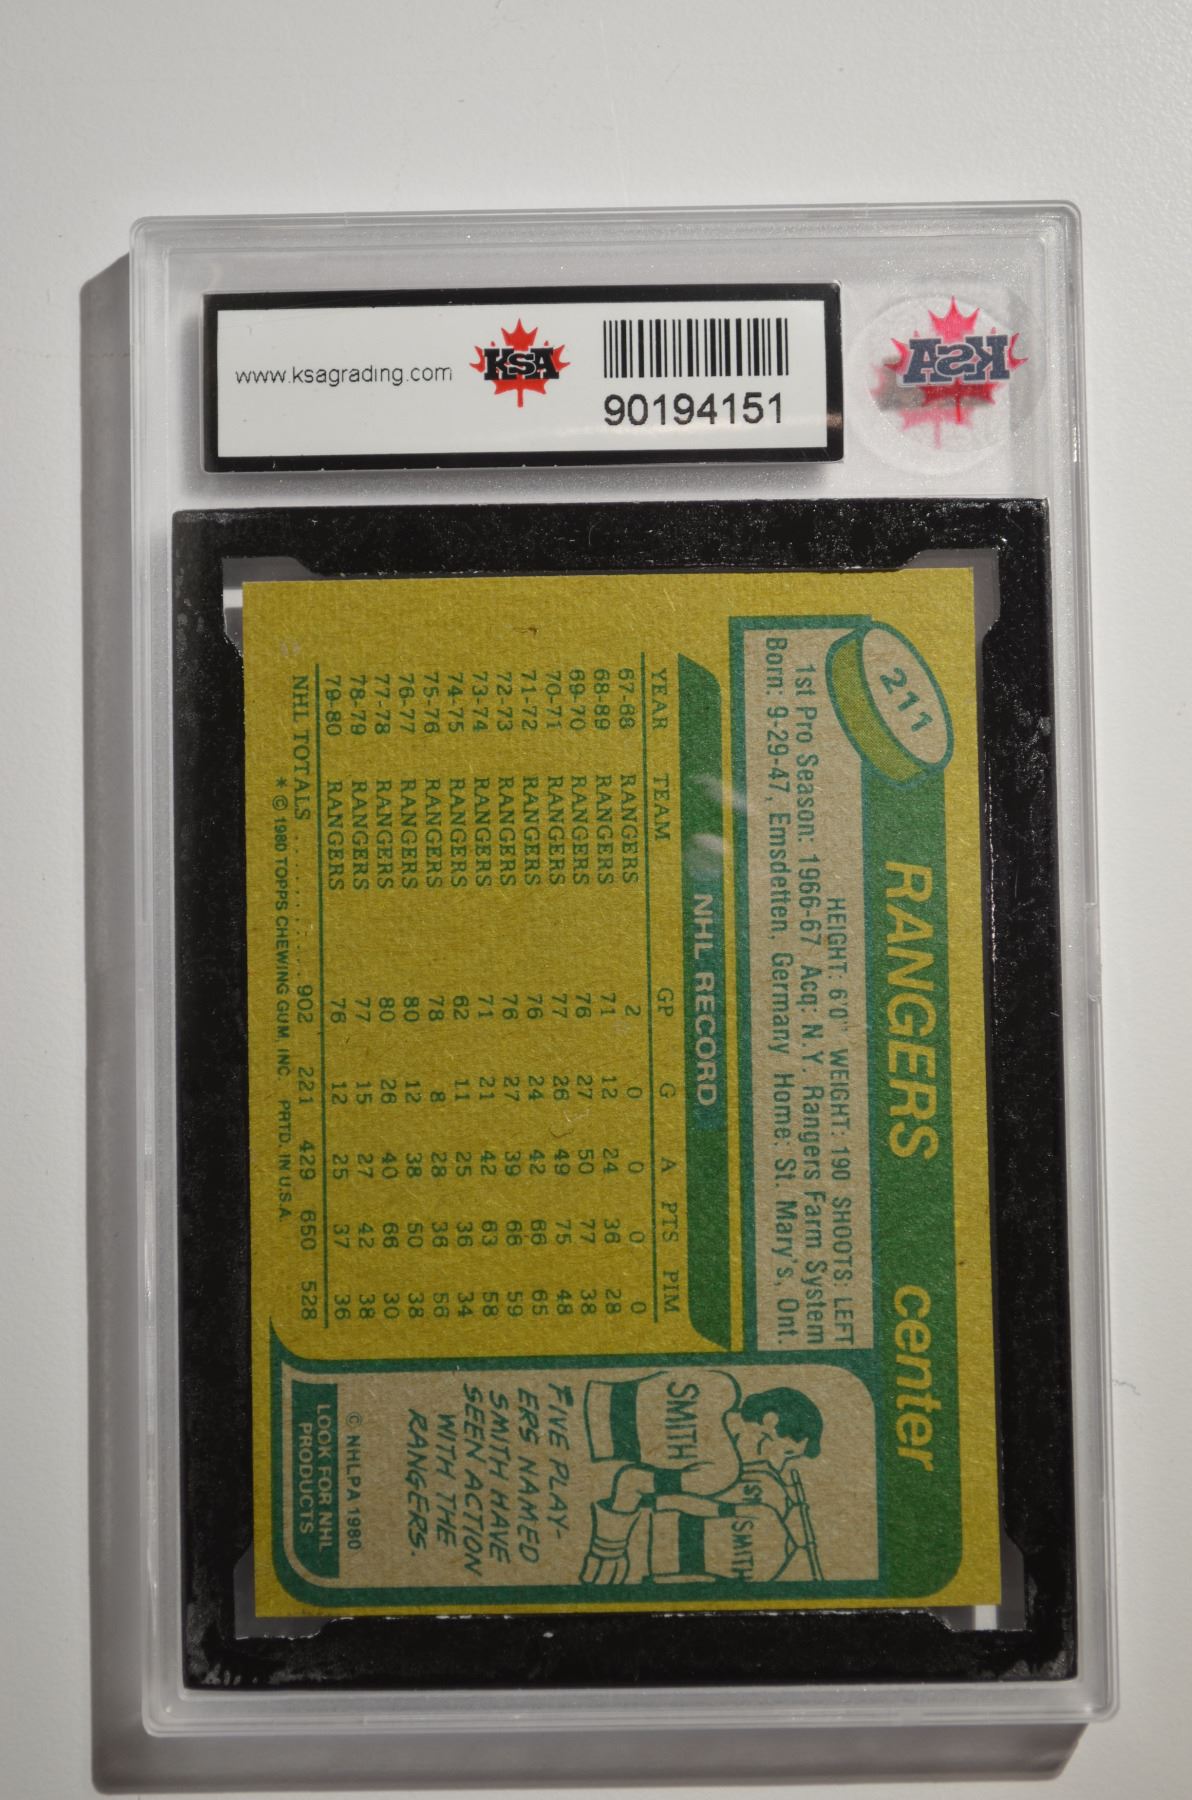 www.ksagrading.com
KSA
90194151
KSA
211
RANGERS center
HEIGHT: 6'0" WEIGHT: 190 SHOOTS: LEFT
1st Pro Season: 1966-67 Acq: N.Y. Rangers Farm System
Born: 9-29-47, Emsdetten, Germany Home: St. Mary's, Ont.
NHL RECORD
YEAR TEAM GP G A PTS PIM
67-68 RANGERS 2 0 0 0 0
68-89 RANGERS 71 12 24 36 28
69-70 RANGERS 76 27 50 77 38
70-71 RANGERS 77 26 49 75 48
71-72 RANGERS 76 24 42 66 65
72-73 RANGERS 76 27 39 66 59
73-74 RANGERS 71 21 42 63 58
74-75 RANGERS 62 11 25 36 34
75-76 RANGERS 78 8 28 36 56
76-77 RANGERS 80 12 38 50 38
77-78 RANGERS 80 26 40 66 30
78-79 RANGERS 77 15 27 42 38
79-80 RANGERS 76 12 25 37 36
NHL TOTALS .......... 902 221 429 650 528
* © 1980 TOPPS CHEWING GUM, INC. PRTD. IN U.S.A.
SMITH
SMITH
FIVE PLAY-
ERS NAMED
SMITH HAVE
SEEN ACTION
WITH THE
RANGERS.
© NHLPA 1980
LOOK FOR NHL
PRODUCTS